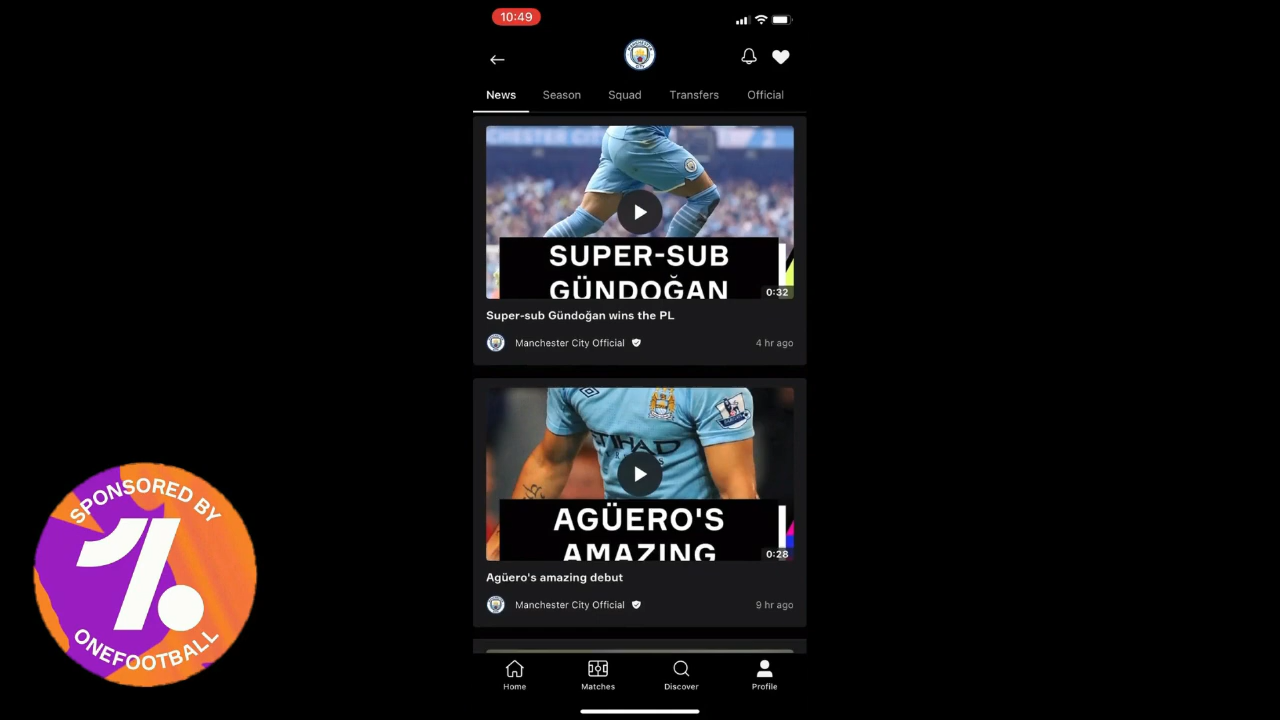 10:49
News Season Squad Transfers Official
SUPER-SUB
GÜNDOĞAN
0:32
Super-sub Gündoğan wins the PL
Manchester City Official 4 hr ago
ETIHAD
AGÜERO'S
AMAZING
0:28
Agüero's amazing debut
Manchester City Official 9 hr ago
Home Matches Discover Profile
SPONSORED BY
ONEFOOTBALL